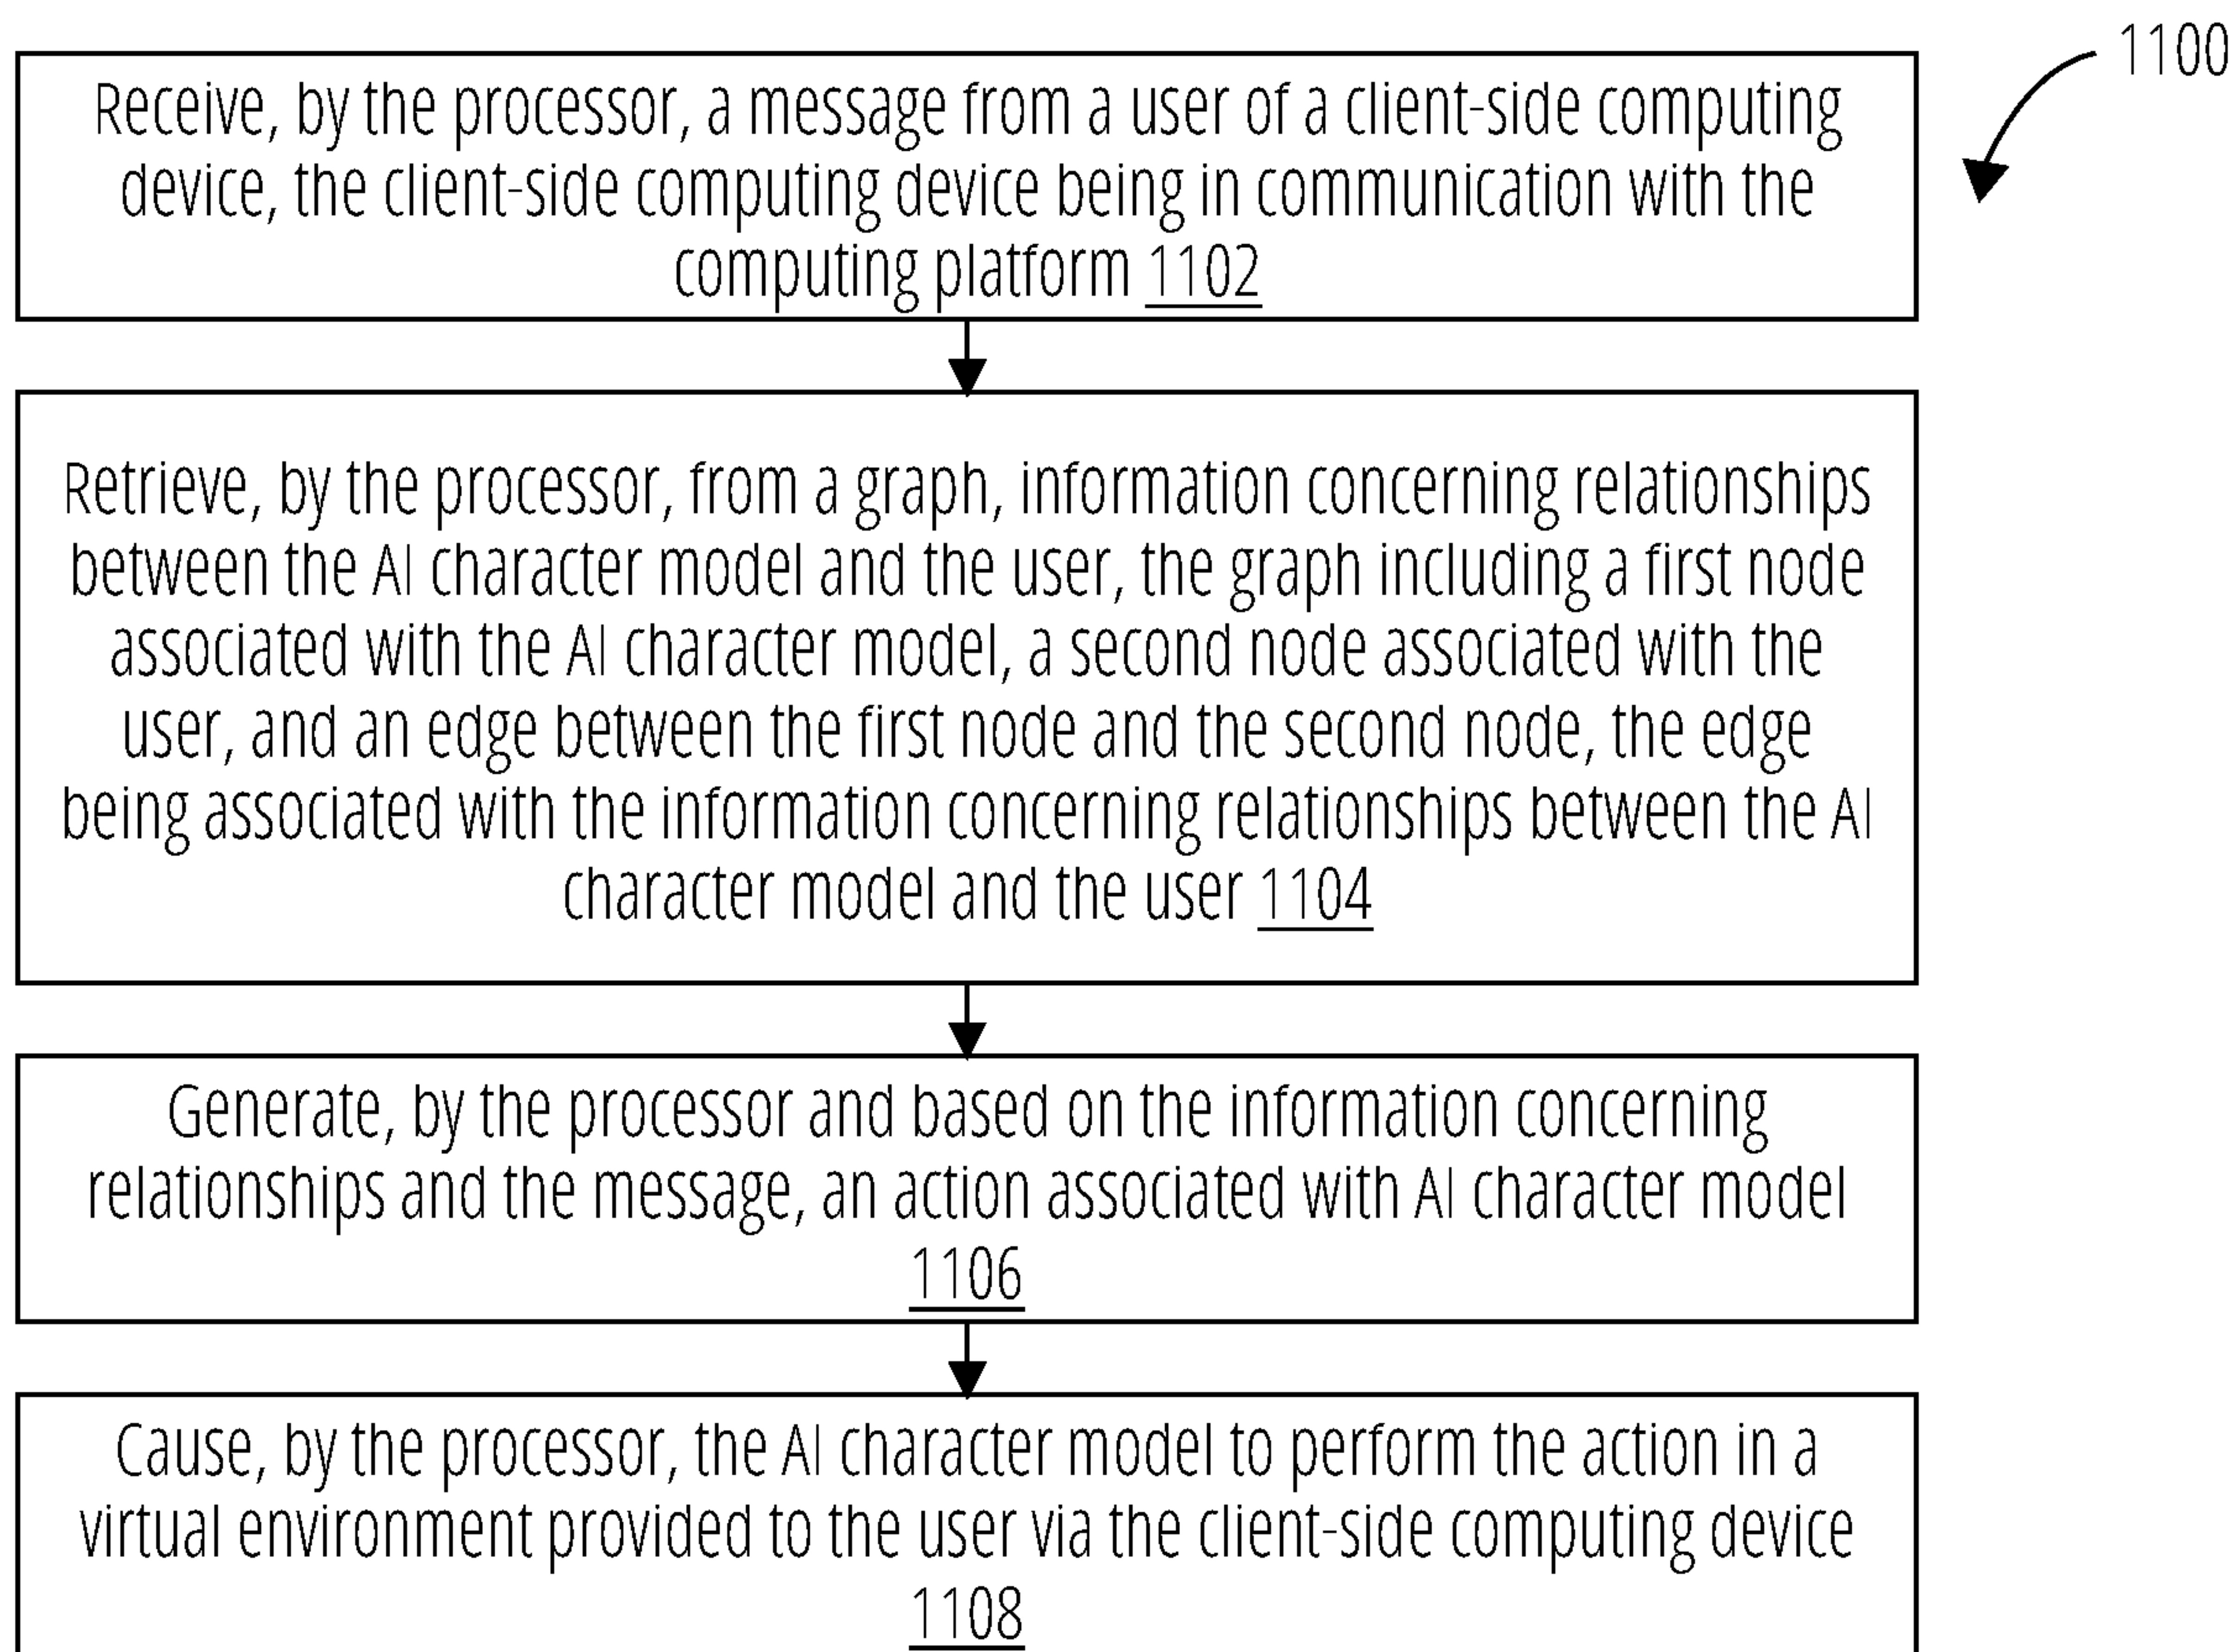 1100
Receive, by the processor, a message from a user of a client-side computing
device, the client-side computing device being in communication with the
computing platform 1102
Retrieve, by the processor, from a graph, information concerning relationships
between the AI character model and the user, the graph including a first node
associated with the AI character model, a second node associated with the
user, and an edge between the first node and the second node, the edge
being associated with the information concerning relationships between the AI
character model and the user 1104
Generate, by the processor and based on the information concerning
relationships and the message, an action associated with AI character model
1106
Cause, by the processor, the AI character model to perform the action in a
virtual environment provided to the user via the client-side computing device
1108